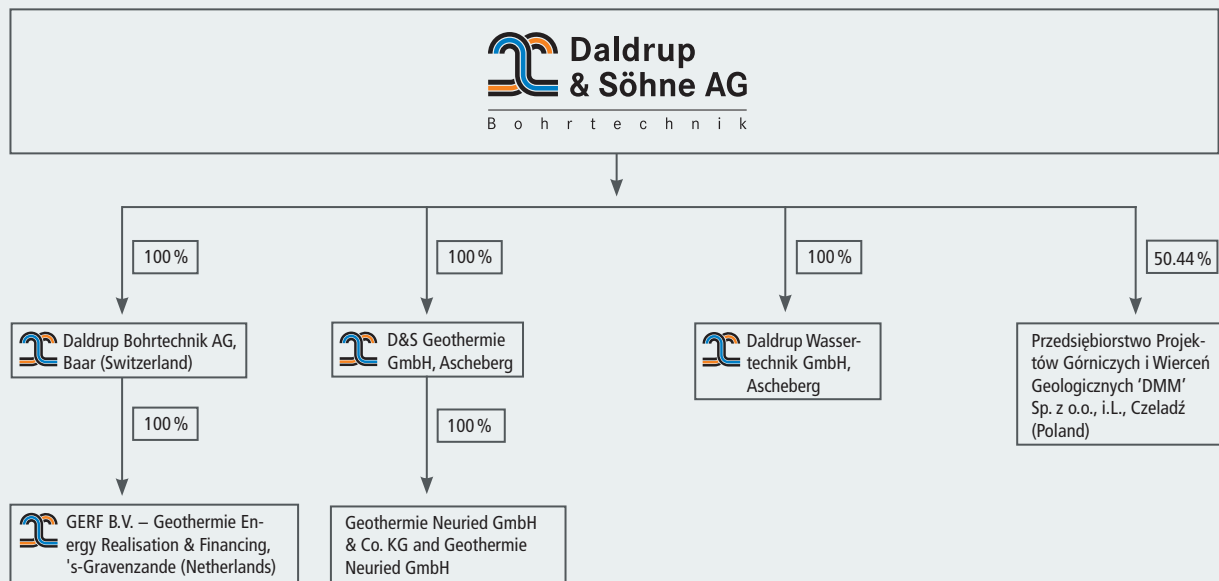 Daldrup
& Söhne AG
Bohrtechnik
100 %
100 %
100 %
50.44 %
Daldrup Bohrtechnik AG,
Baar (Switzerland)
D&S Geothermie
GmbH, Ascheberg
Daldrup Wasser-
technik GmbH,
Ascheberg
Przedsiębiorstwo Projek-
tów Górniczych i Wierceń
Geologicznych ‘DMM’
Sp. z o.o., i.L., Czeladź
(Poland)
100 %
100 %
GERF B.V. – Geothermie En-
ergy Realisation & Financing,
's-Gravenzande (Netherlands)
Geothermie Neuried GmbH
& Co. KG and Geothermie
Neuried GmbH